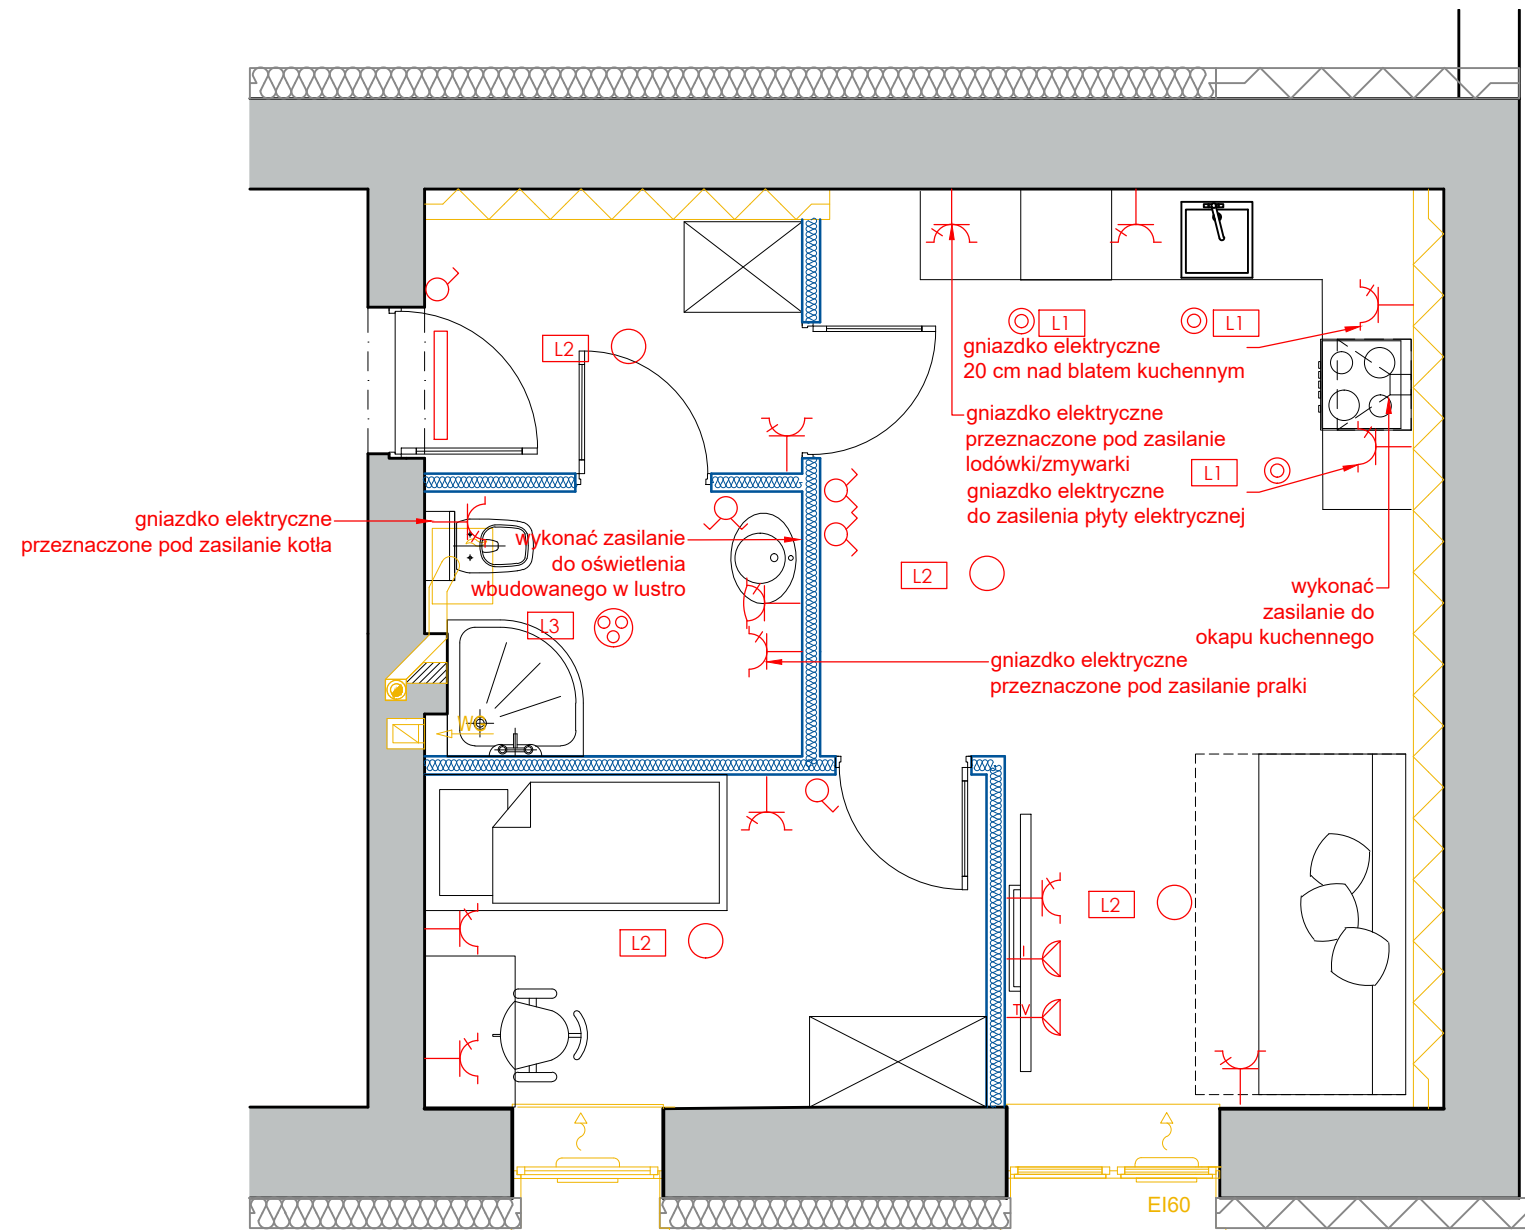 L2
L1
L1
gniazdko elektryczne
20 cm nad blatem kuchennym
gniazdko elektryczne
przeznaczone pod zasilanie
lodówki/zmywarki
L1
gniazdko elektryczne
do zasilenia płyty elektrycznej
gniazdko elektryczne
przeznaczone pod zasilanie kotła
wykonać zasilanie
do oświetlenia
wbudowanego w lustro
L2
wykonać
zasilanie do
okapu kuchennego
L3
gniazdko elektryczne
przeznaczone pod zasilanie pralki
WC
L2
L2
I
TV
EI60